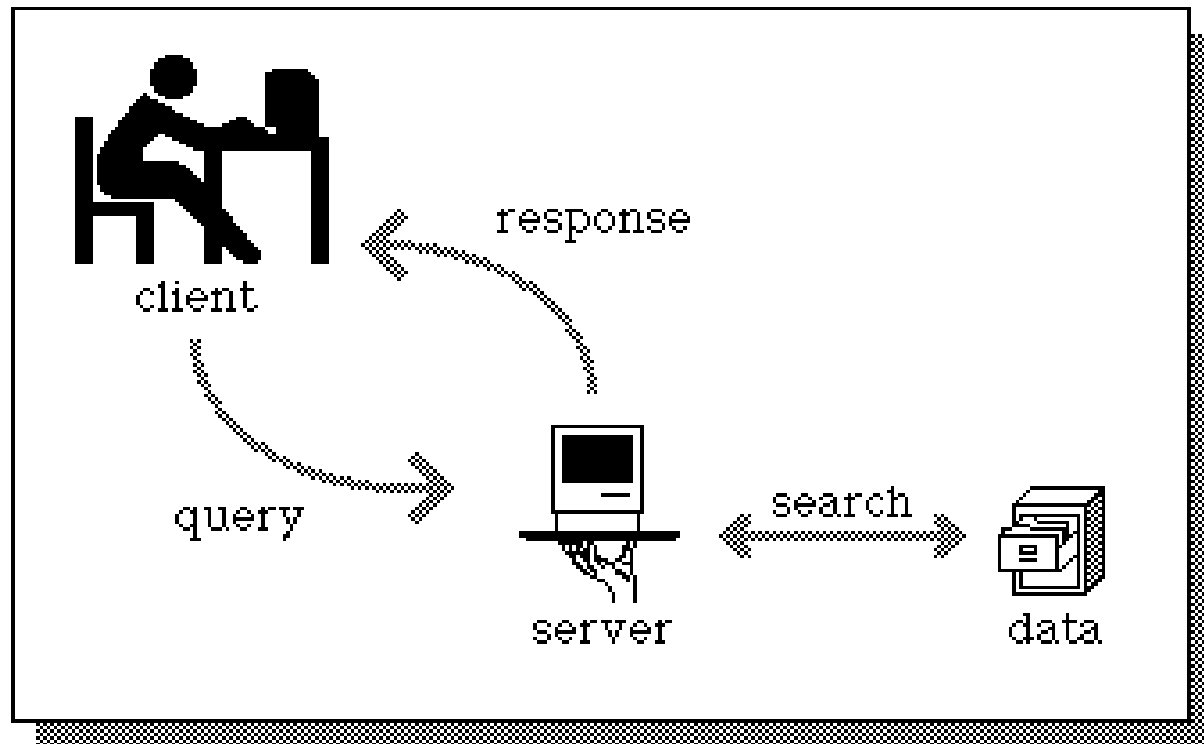 response
client
search
query
server
data